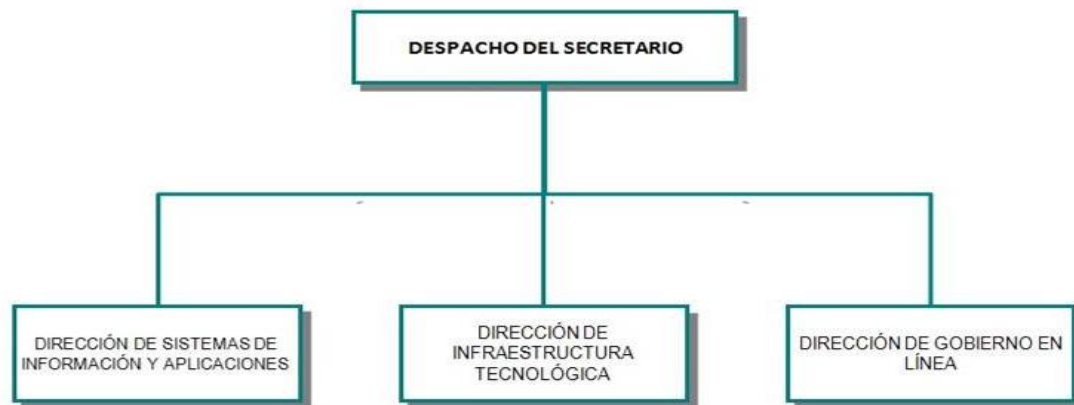 DESPACHO DEL SECRETARIO
DIRECCIÓN DE SISTEMAS DE
INFORMACIÓN Y APLICACIONES
DIRECCIÓN DE
INFRAESTRUCTURA
TECNOLÓGICA
DIRECCIÓN DE GOBIERNO EN
LÍNEA